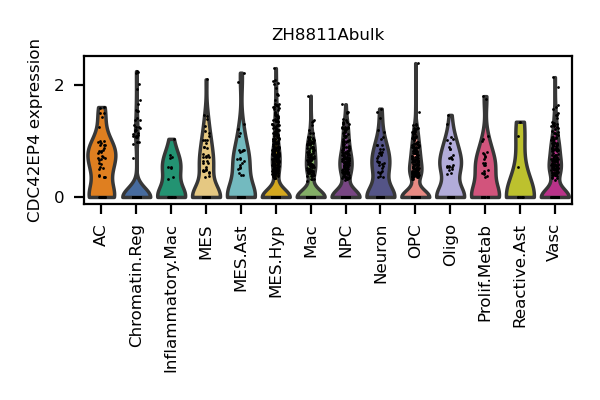 ZH8811Abulk
CDC42EP4 expression
2
0
AC
Chromatin.Reg
Inflammatory.Mac
MES
MES.Ast
MES.Hyp
Mac
NPC
Neuron
OPC
Oligo
Prolif.Metab
Reactive.Ast
Vasc